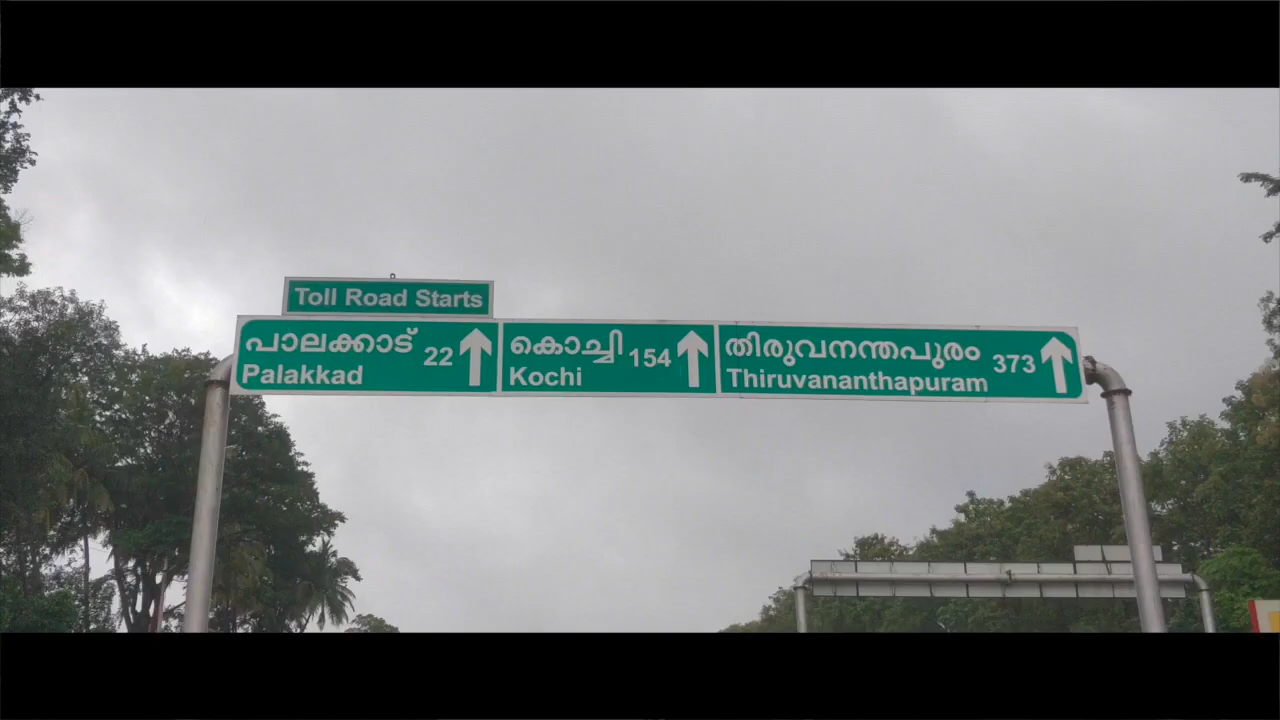 Toll Road Starts
പാലക്കാട് 22
Palakkad
കൊച്ചി 154
Kochi
തിരുവനന്തപുരം 373
Thiruvananthapuram